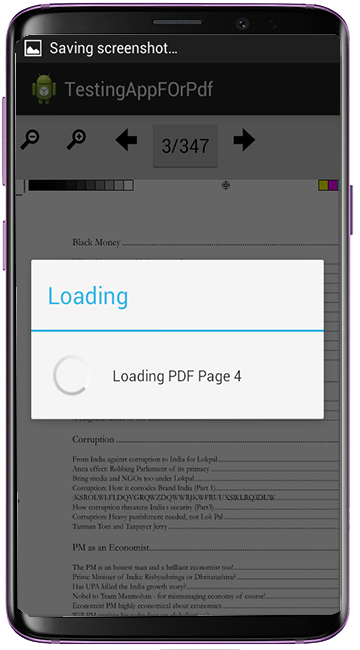 Saving screenshot...
TestingAppFOrPdf
3/347
Black Money
Loading
Loading PDF Page 4
Corruption
From India against corruption to India for Lokpal
Anna effect: Robbing Parliament of its primacy
Bring media and NGOs too under Lokpal
Corruption: How it corrodes Brand India (Part 1)
How corruption threatens India's security (Part3)
Corruption: Heavy punishment needed, not Lok Pal
Taxman Tom and Taxpayer Jerry
PM as an Economist
The PM is an honest man and a brilliant economist too!
Prime Minister of India: Rishyashringa or Dhritarashtra?
Has UPA killed the India growth story?
Nobel to Team Manmohan - for mismanaging economy of course!
Economist PM highly economical about economics